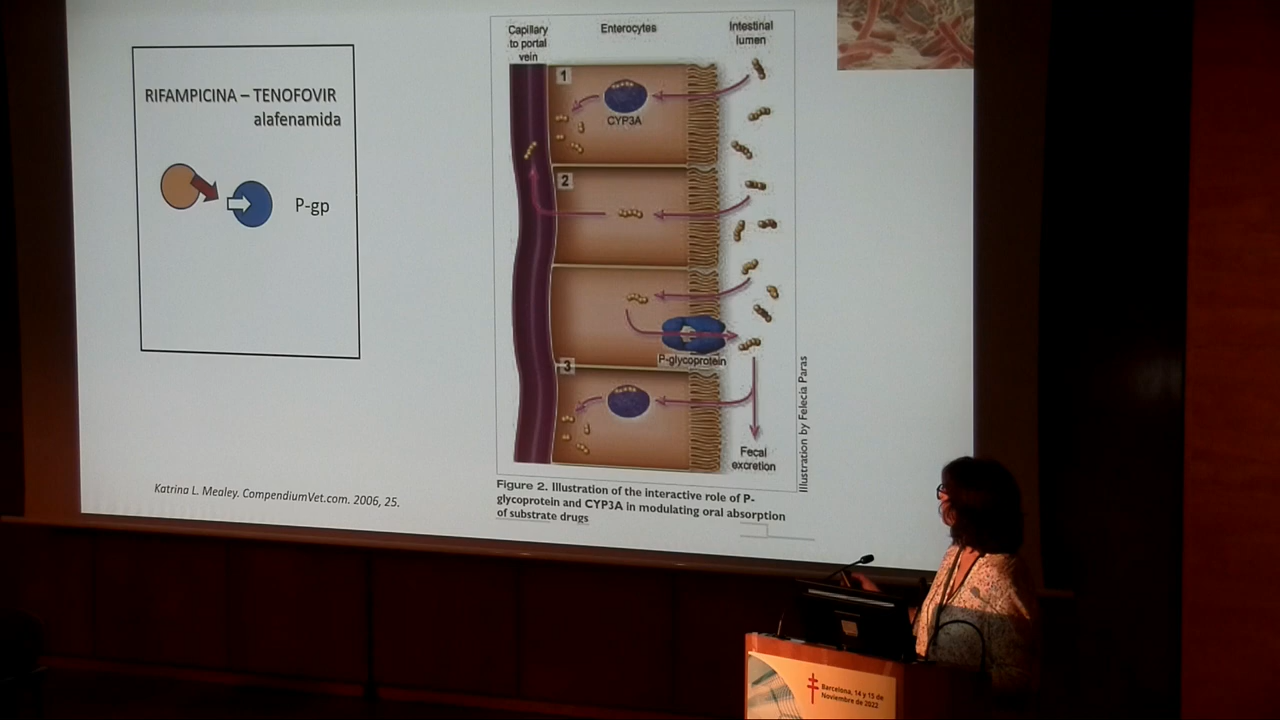 RIFAMPICINA – TENOFOVIR
alafenamida
P-gp
Katrina L. Mealey. CompendiumVet.com. 2006, 25.
Capillary
to portal
vein
Enterocytes
Intestinal
lumen
1
CYP3A
2
P-glycoprotein
3
Fecal
excretion
Illustration by Felecia Paras
Figure 2. Illustration of the interactive role of P-
glycoprotein and CYP3A in modulating oral absorption
of substrate drugs
Barcelona, 14 y 15 de
Noviembre de 2022